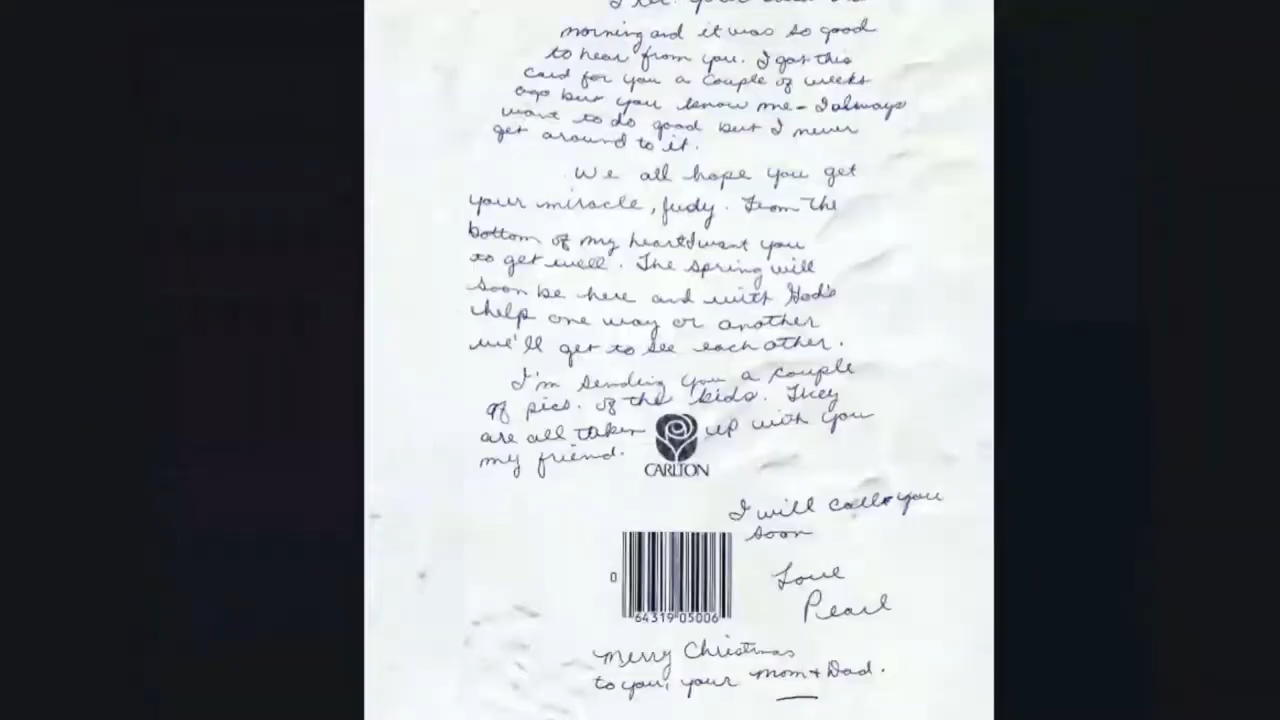 morning and it was so good
to hear from you. I got this
card for you a couple of weeks
ago but you know me - I always
want to do good but I never
get around to it.
We all hope you get
your miracle, Judy. From the
bottom of my heart I want you
to get well. The spring will
soon be here and with God's
help one way or another
we'll get to see each other.
I'm sending you a couple
of pics. of the kids. They
are all taken up with you
my friend.
CARLTON
I will call you
soon
0
64319 05006
Love
Pearl
Merry Christmas
to you, your Mom + Dad.